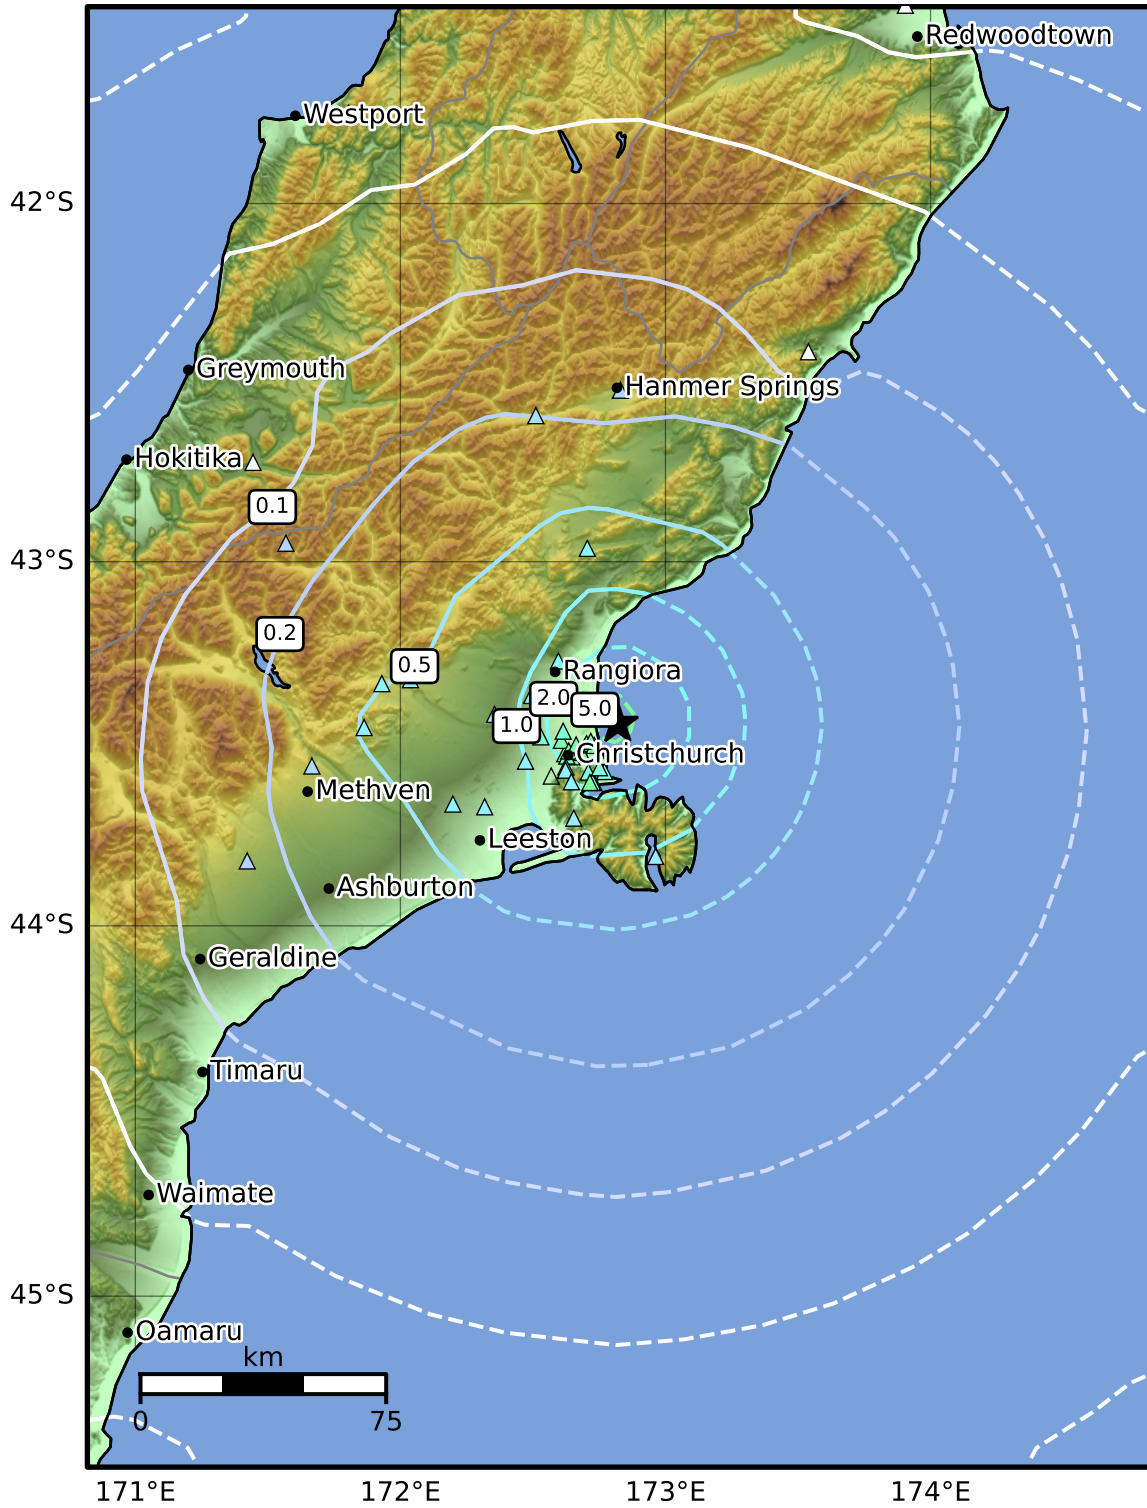 Redwoodtown
Westport
42°S
Greymouth
Hanmer Springs
Hokitika
0.1
43°S
0.2
0.5
Rangiora
2.0
5.0
1.0
Christchurch
Methven
Leeston
Ashburton
44°S
Geraldine
Timaru
Waimate
45°S
Oamaru
km
0 75
171°E 172°E 173°E 174°E